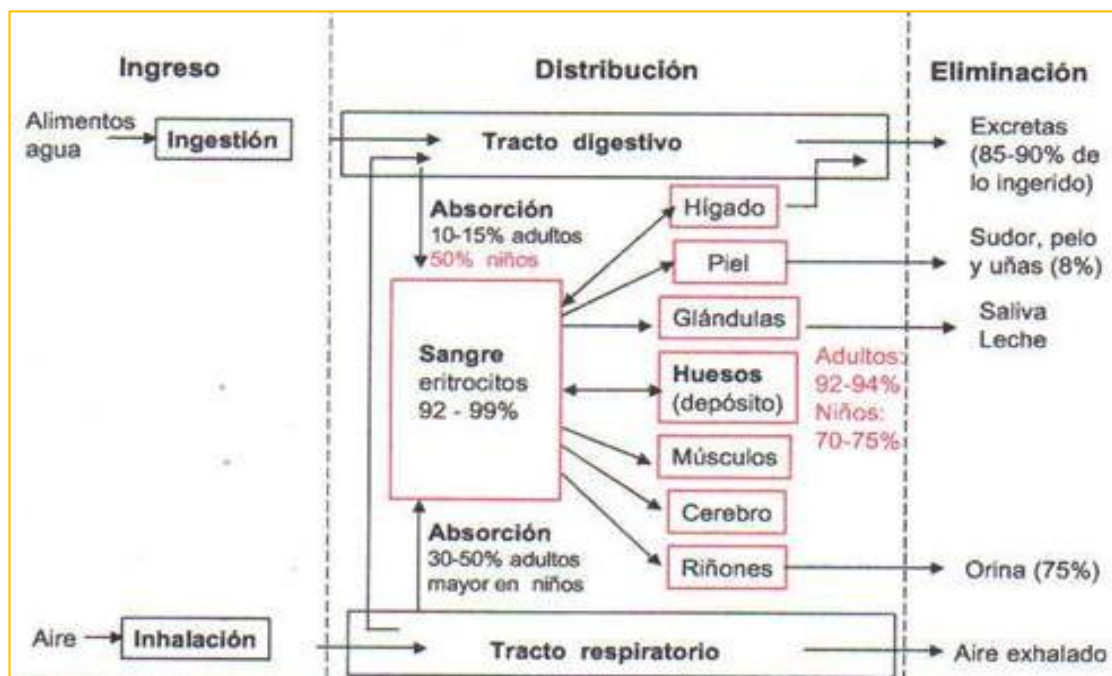 Ingreso
Distribución
Eliminación
Alimentos
agua
Ingestión
Tracto digestivo
Excretas
(85-90% de
lo ingerido)
Absorción
10-15% adultos
50% niños
Hígado
Piel
Sudor, pelo
y uñas (8%)
Glándulas
Saliva
Leche
Sangre
eritrocitos
92 - 99%
Huesos
(depósito)
Adultos:
92-94%
Niños:
70-75%
Músculos
Cerebro
Absorción
30-50% adultos
mayor en niños
Riñones
Orina (75%)
Aire
Inhalación
Tracto respiratorio
Aire exhalado